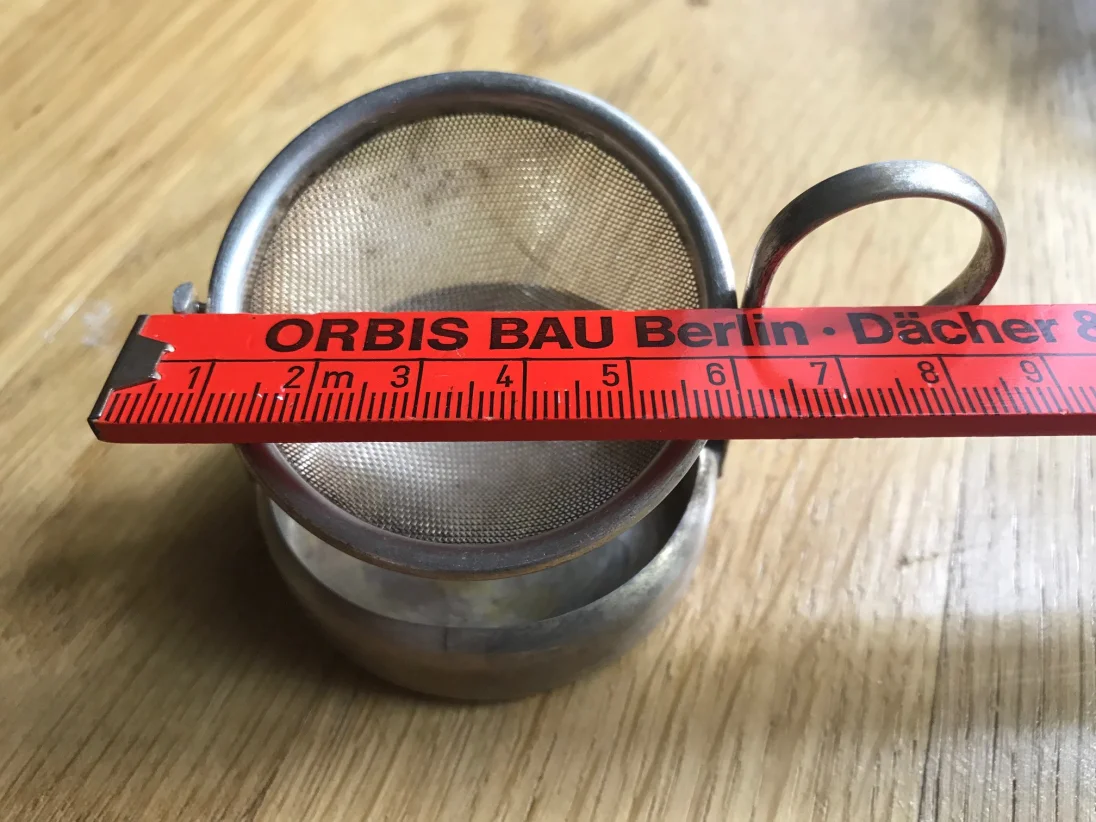 ORBIS BAU Berlin · Dächer &
1 2 m 3 4 5 6 7 8 9